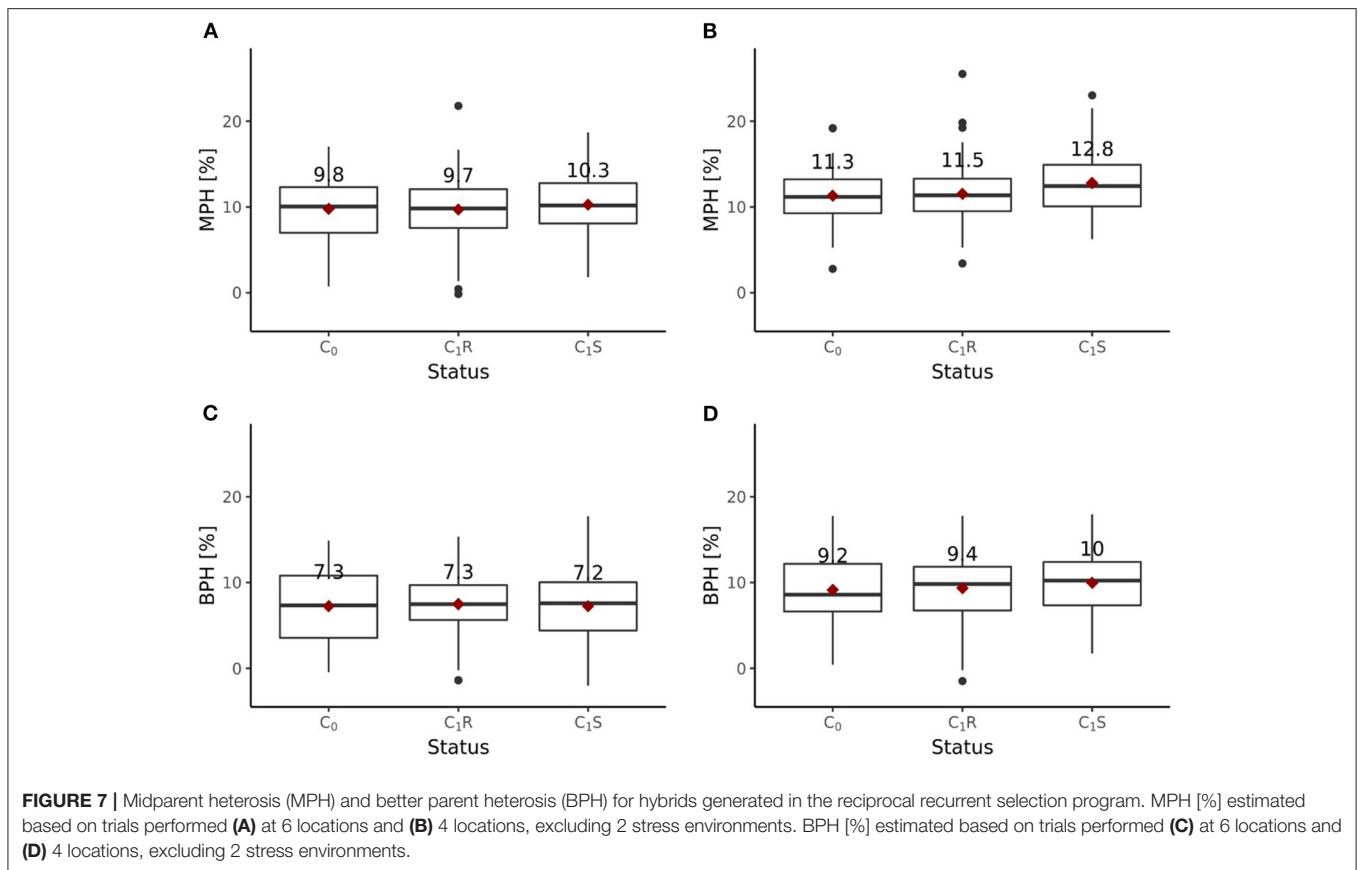 A
MPH [%]
20
10
0
9.8
9.7
10.3
C₀
C₁R
C₁S
Status
B
MPH [%]
20
10
0
11.3
11.5
12.8
C₀
C₁R
C₁S
Status
C
BPH [%]
20
10
0
7.3
7.3
7.2
C₀
C₁R
C₁S
Status
D
BPH [%]
20
10
0
9.2
9.4
10
C₀
C₁R
C₁S
Status
FIGURE 7 | Midparent heterosis (MPH) and better parent heterosis (BPH) for hybrids generated in the reciprocal recurrent selection program. MPH [%] estimated
based on trials performed (A) at 6 locations and (B) 4 locations, excluding 2 stress environments. BPH [%] estimated based on trials performed (C) at 6 locations and
(D) 4 locations, excluding 2 stress environments.